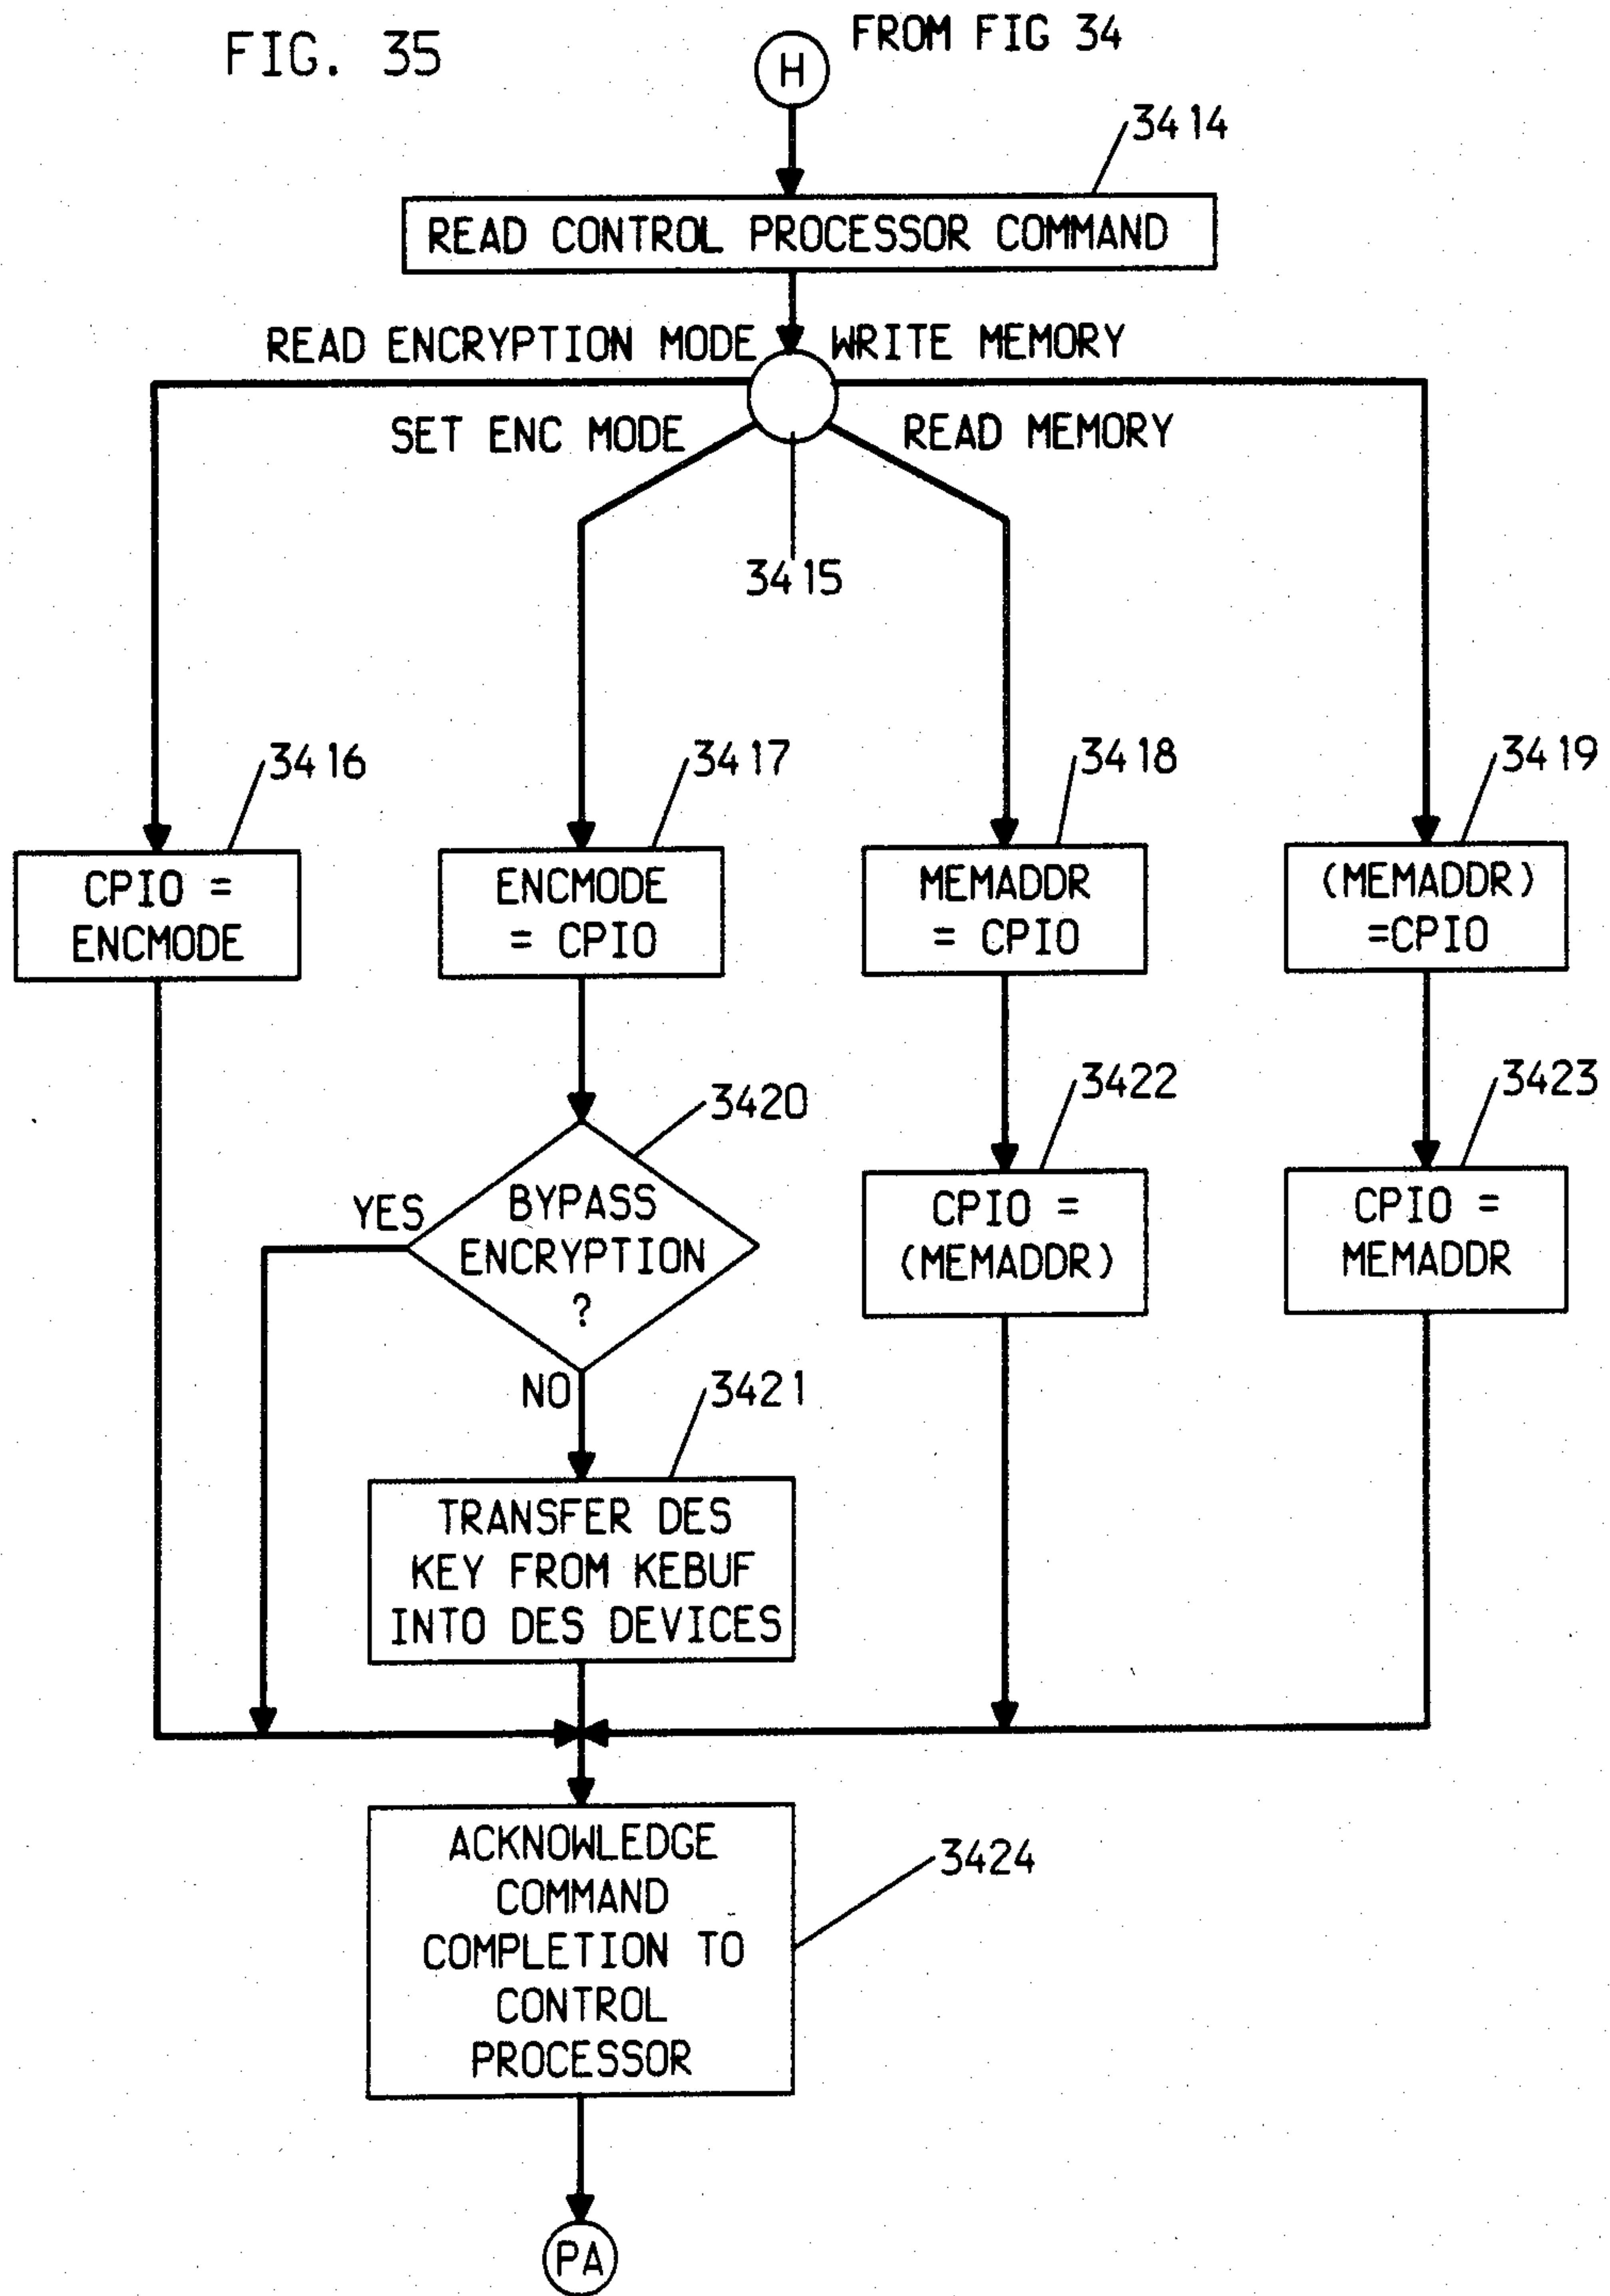 FIG. 35
FROM FIG 34
H
3414
READ CONTROL PROCESSOR COMMAND
READ ENCRYPTION MODE
WRITE MEMORY
SET ENC MODE
READ MEMORY
3415
3416
3417
3418
3419
CPIO =
ENCMODE
ENCMODE
= CPIO
MEMADDR
= CPIO
(MEMADDR)
=CPIO
3420
3422
3423
YES
BYPASS
ENCRYPTION
?
CPIO =
(MEMADDR)
CPIO =
MEMADDR
NO
3421
TRANSFER DES
KEY FROM KEBUF
INTO DES DEVICES
ACKNOWLEDGE
COMMAND
COMPLETION TO
CONTROL
PROCESSOR
3424
PA